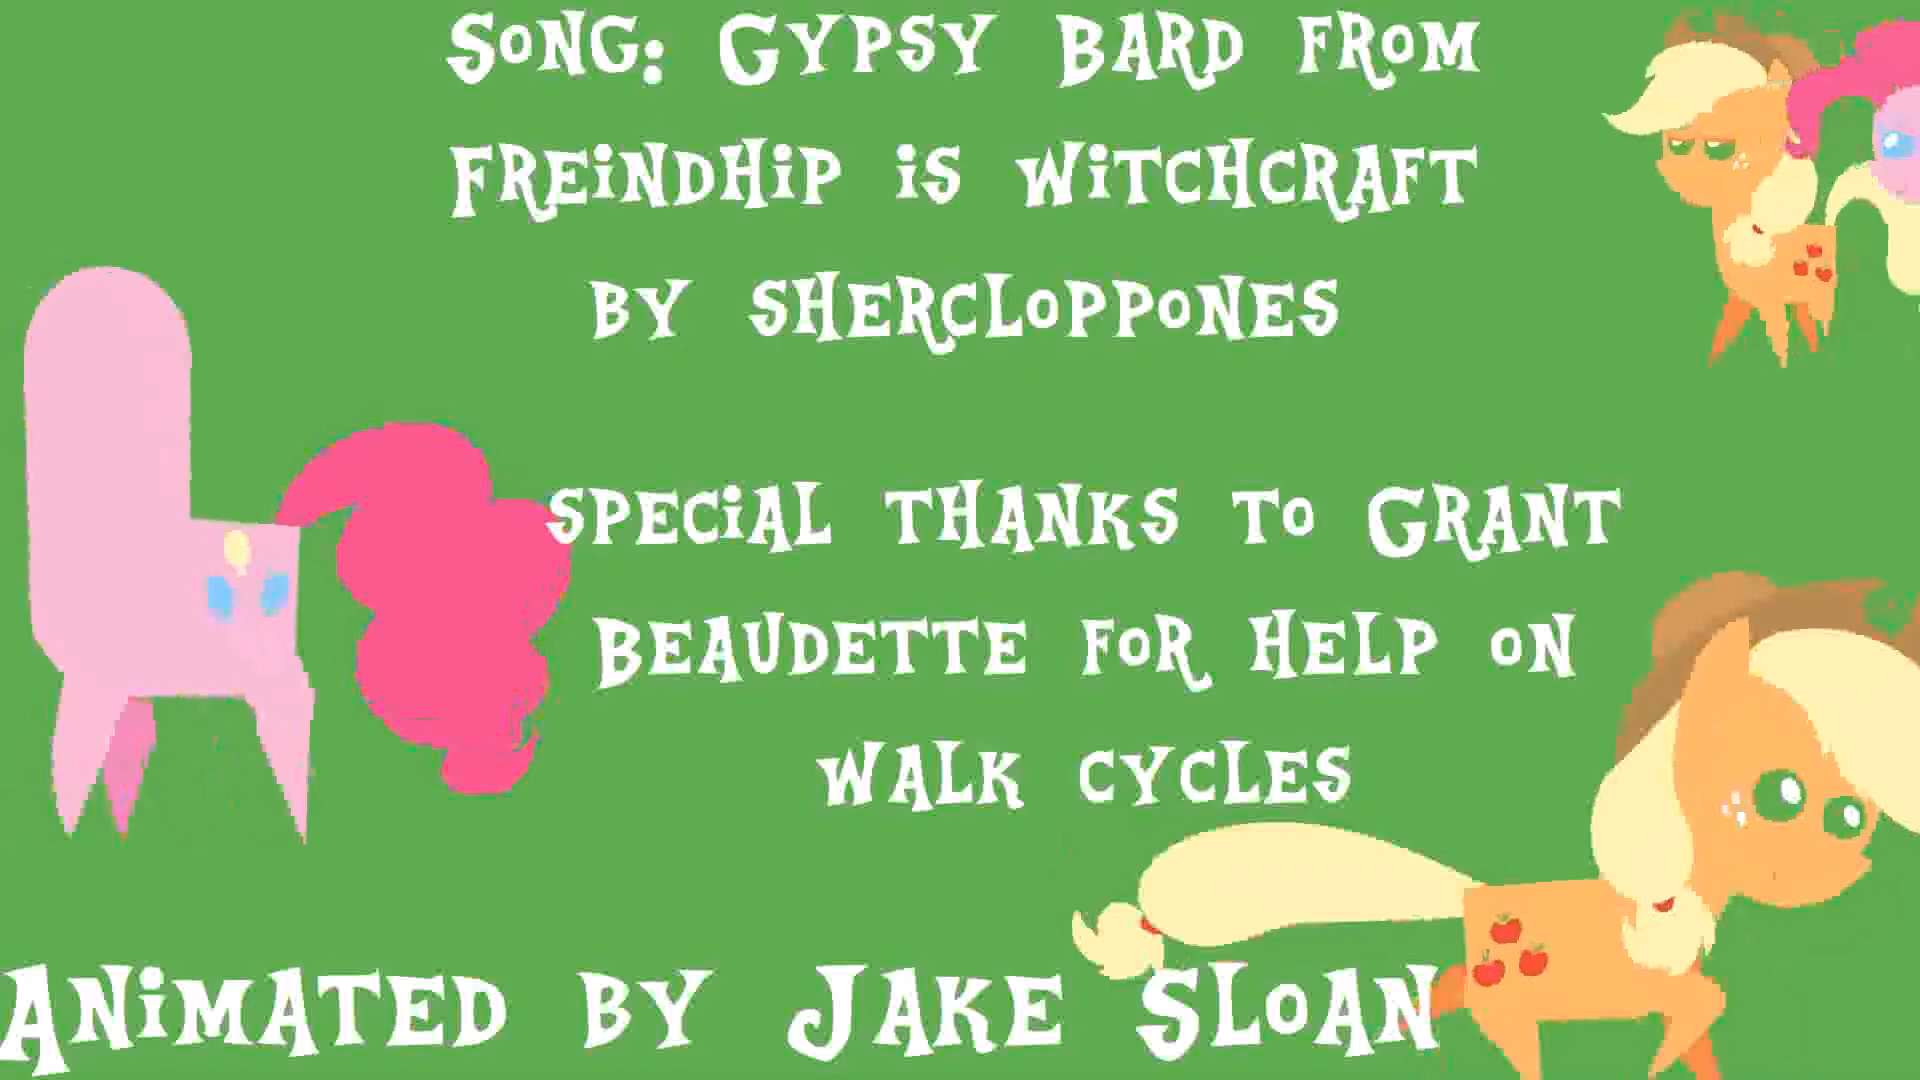 Song: Gypsy Bard from
Freindhip is Witchcraft
by Shercloppones
Special thanks to Grant
Beaudette for help on
walk cycles
Animated by Jake Sloan